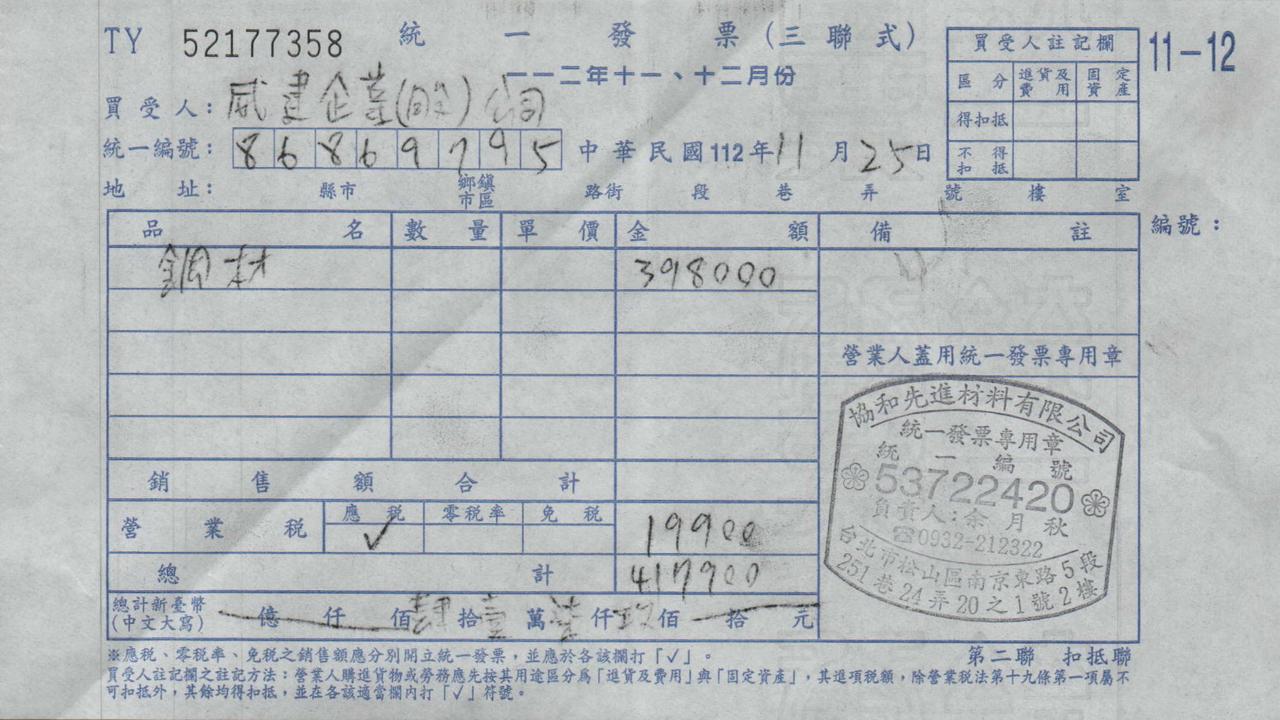 TY 52177358 統一發票(三聯式)
一一二年十一、十二月份
11-12
買受人註記欄
區分 進貨及費用 固定資產
得扣抵
不得扣抵
買受人:威建企業(股)公司
統一編號:86869795 中華民國112年11月25日
地址: 縣市 鄉鎮市區 路街 段 巷 弄 號 樓 室
品名 數量 單價 金額 備註
編號:
鋼材 398000
營業人蓋用統一發票專用章
協和先進材料有限公司
統一發票專用章
統一編號
53722420
負責人:余月秋
☎0932-212322
台北市松山區南京東路5段
251巷24弄20之1號2樓
銷售額合計
營業稅 應稅 零稅率 免稅
✓ 19900
總計 417900
總計新臺幣
(中文大寫) 億 仟 佰 肆 拾 壹 萬 柒 仟 玖 佰 拾 元
※應稅、零稅率、免稅之銷售額應分別開立統一發票,並應於各該欄打「✓」。
第二聯 扣抵聯
買受人註記欄之註記方法:營業人購進貨物或勞務應先按其用途區分為「進貨及費用」與「固定資產」,其進項稅額,除營業稅法第十九條第一項屬不
可扣抵外,其餘均得扣抵,並在各該適當欄內打「✓」符號。